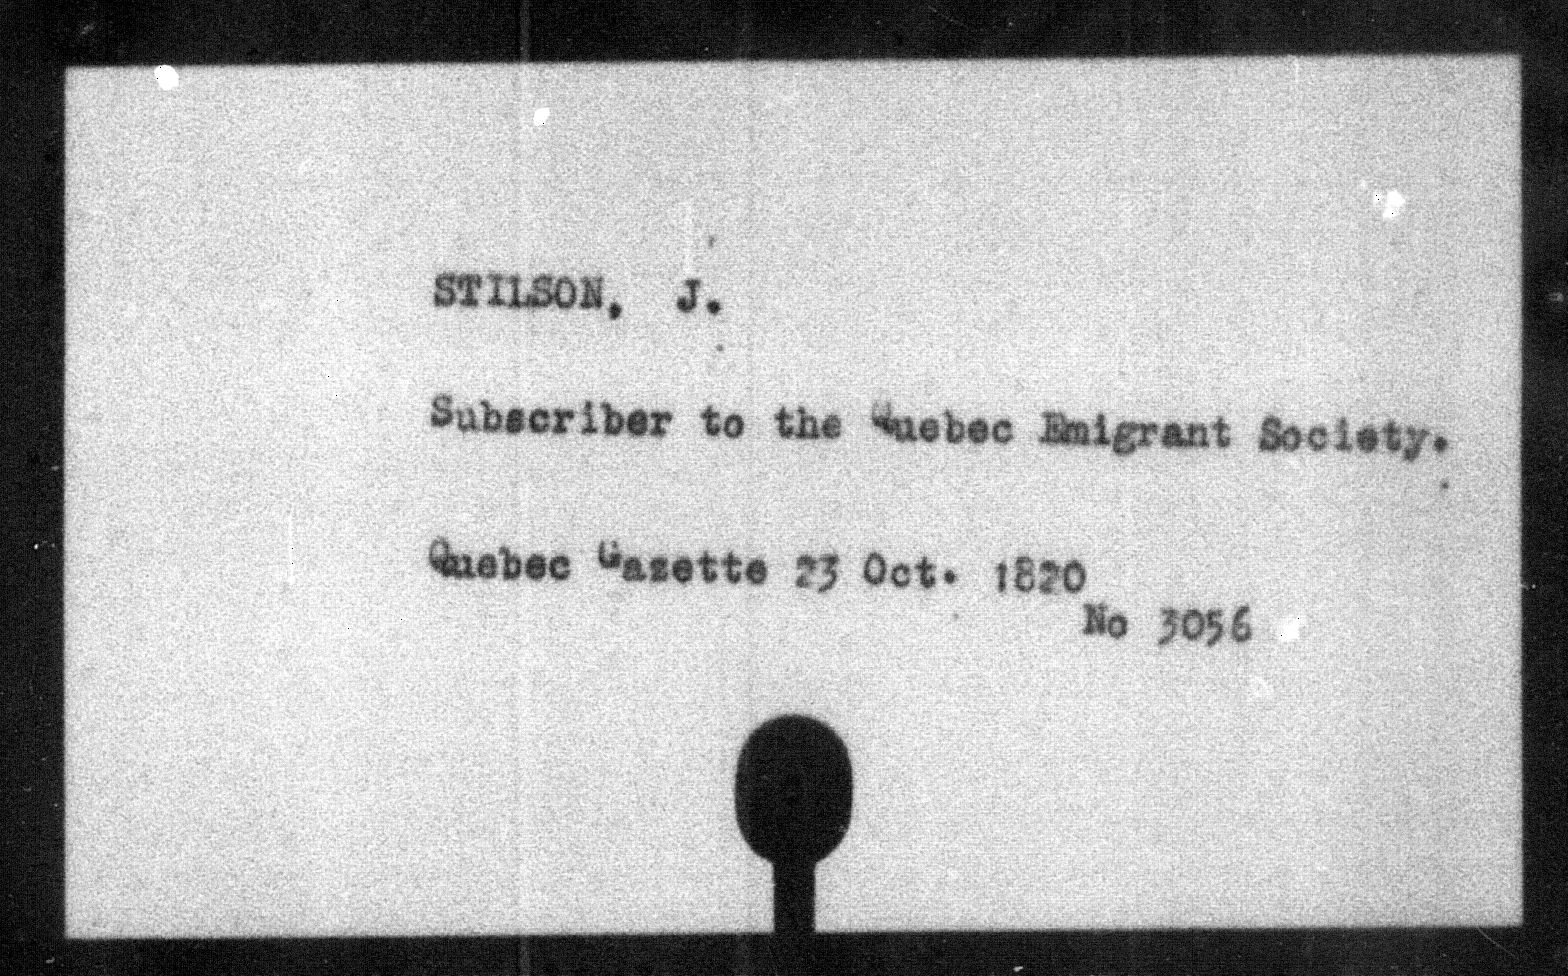 STILSON, J.
Subscriber to the Quebec Emigrant Society.
Quebec Gazette 23 Oct. 1820
No 3056